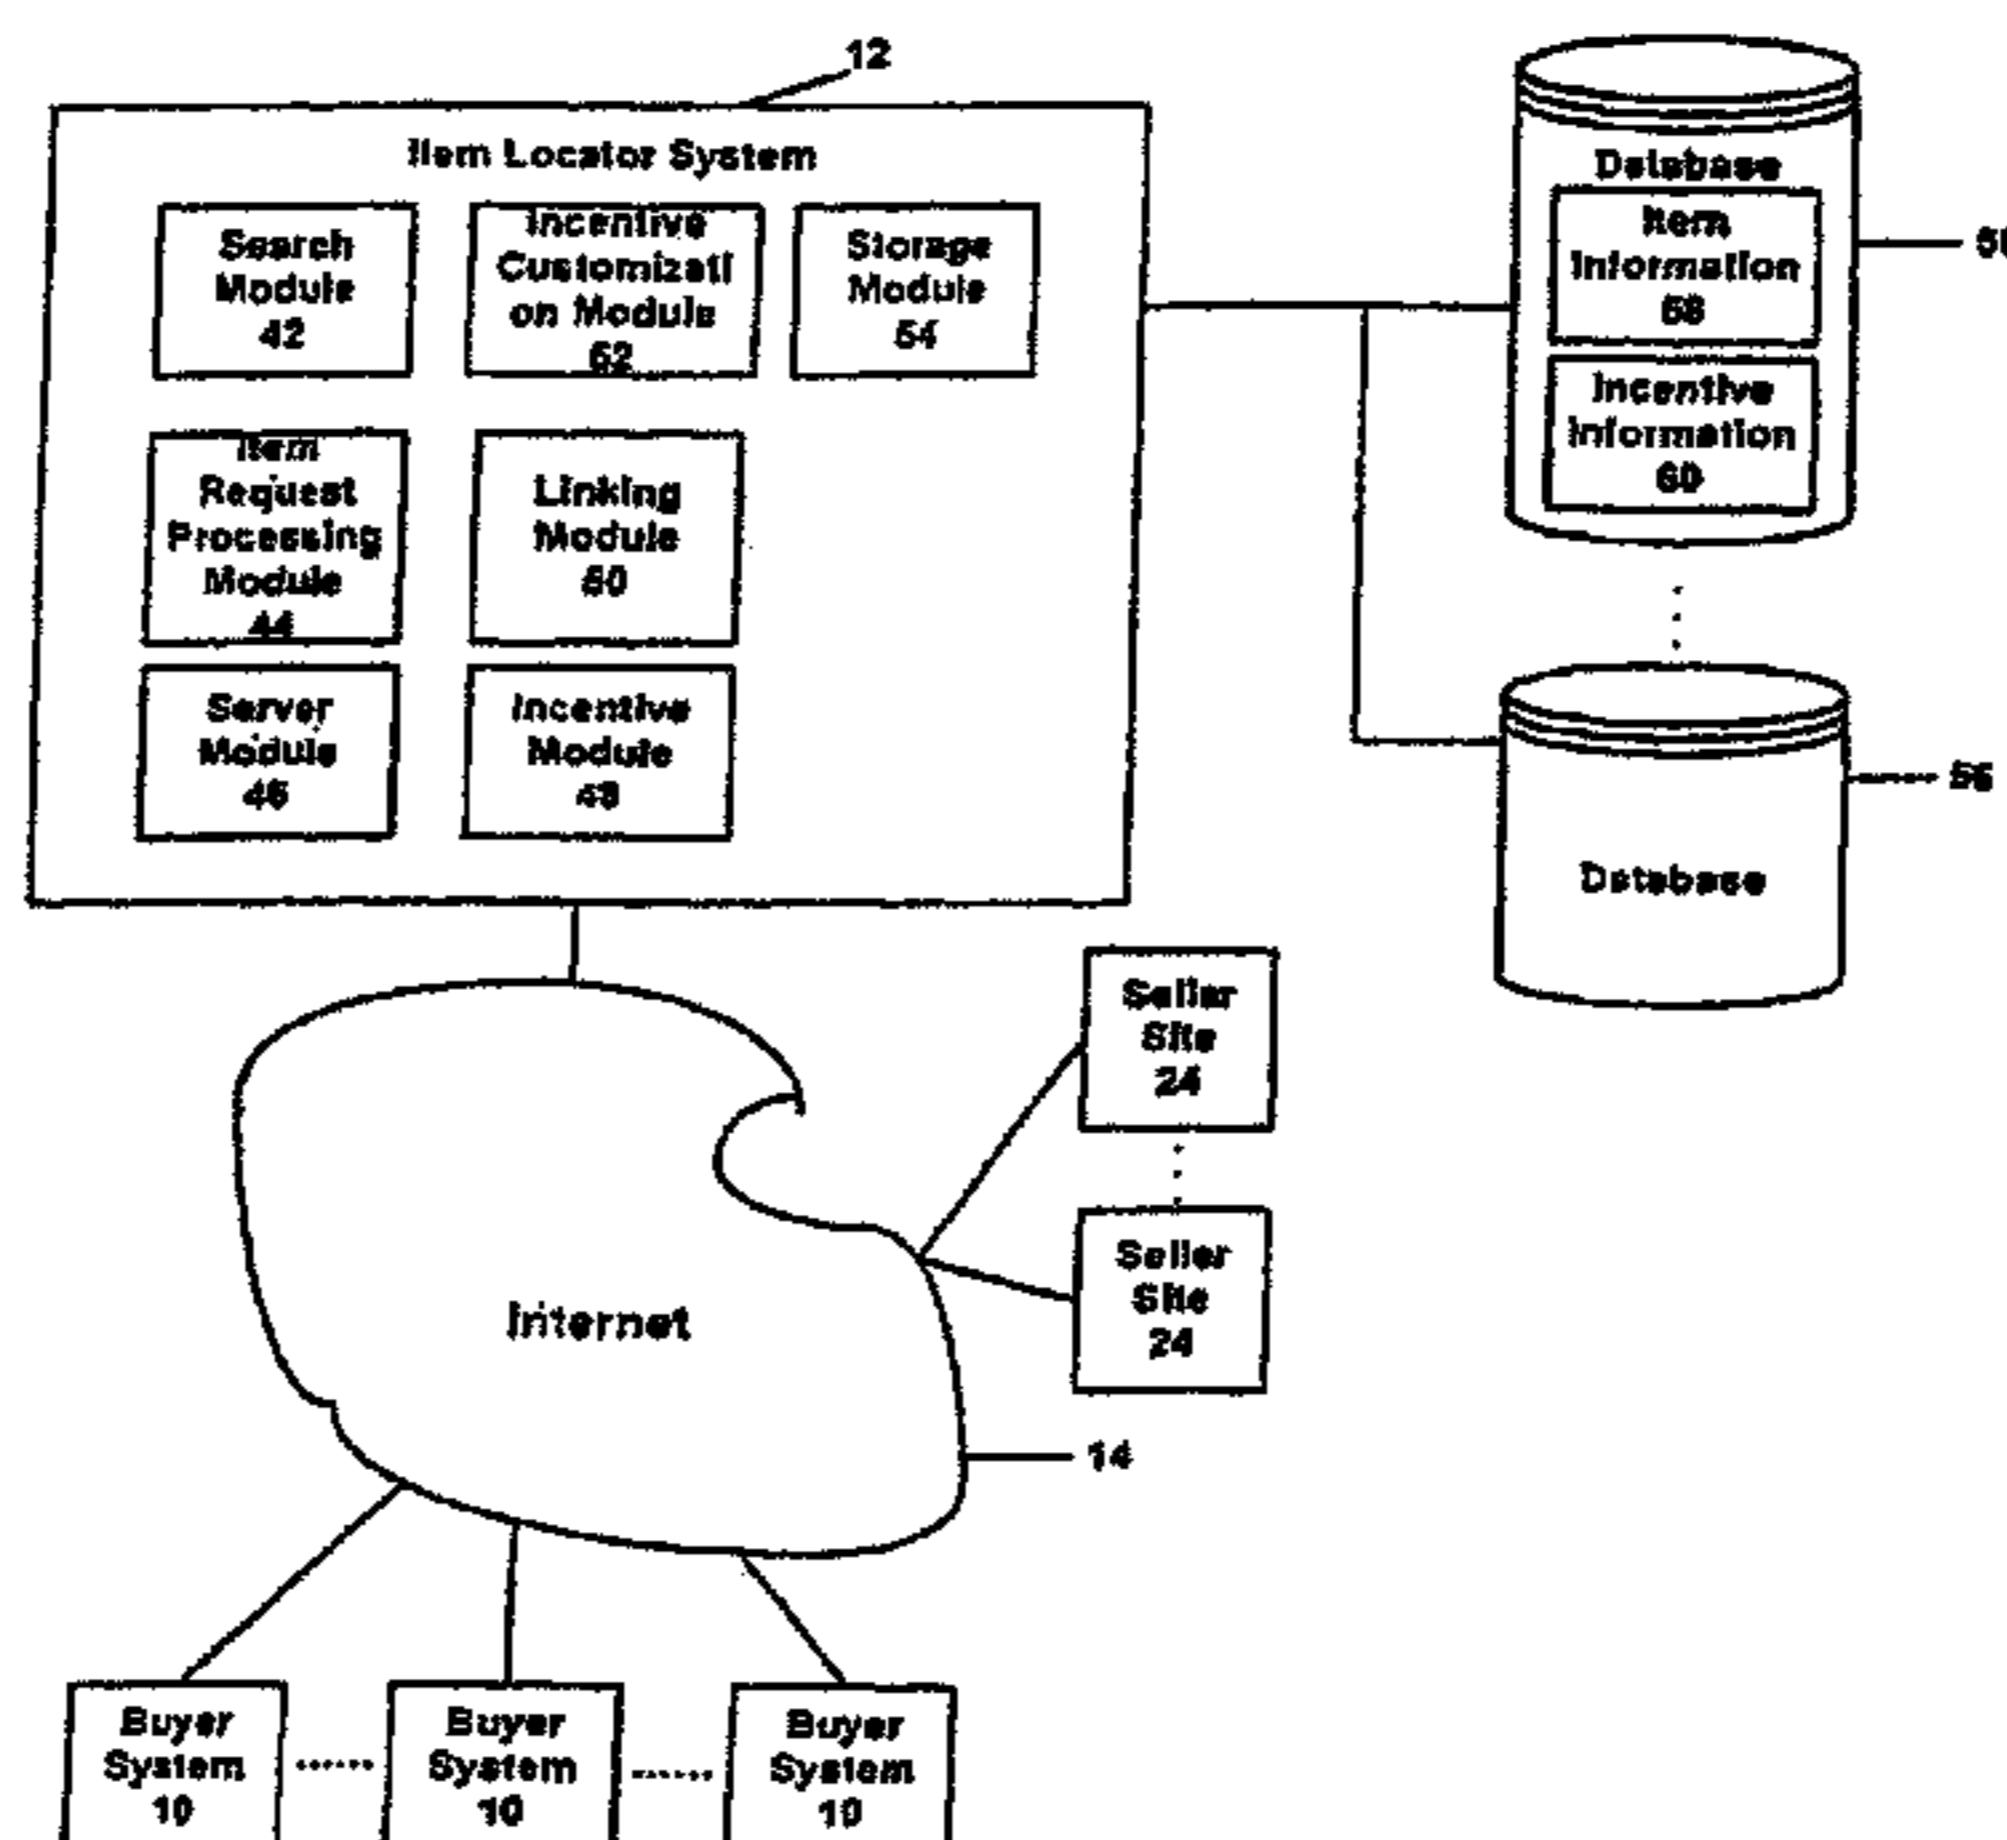 12
Item Locator System
Search
Module
42
Incentive
Customizati
on Module
52
Storage
Module
54
Item
Request
Processing
Module
44
Linking
Module
50
Server
Module
46
Incentive
Module
48
Database
Item
Information
58
Incentive
Information
60
56
Database
Seller
Site
24
Seller
Site
24
Internet
14
Buyer
System
10
Buyer
System
10
Buyer
System
10